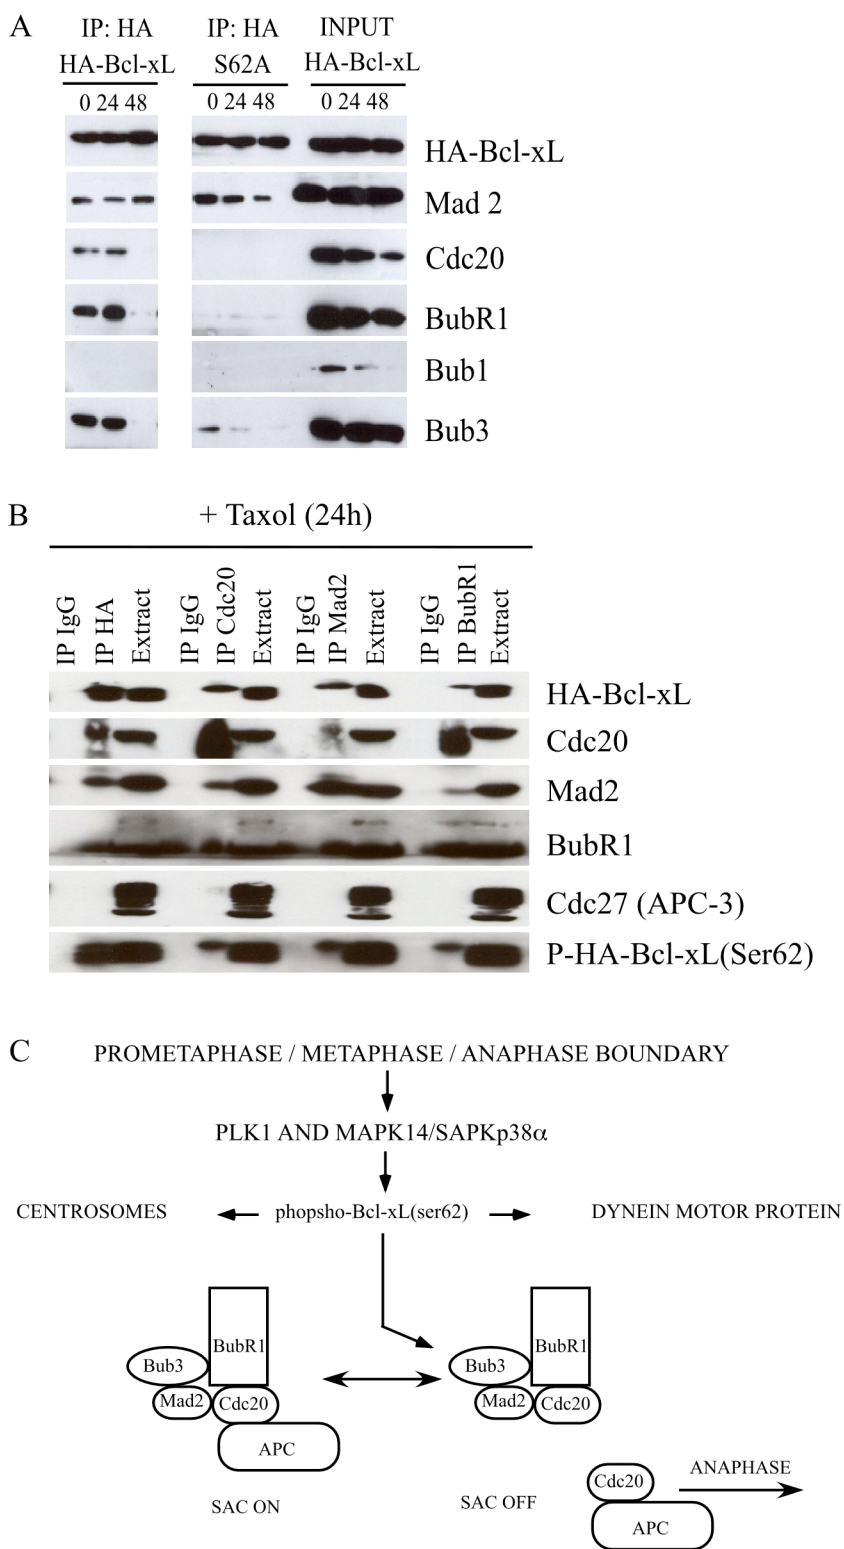 A
IP: HA
HA-Bcl-xL
IP: HA
S62A
INPUT
HA-Bcl-xL
0 24 48
0 24 48
0 24 48
HA-Bcl-xL
Mad 2
Cdc20
BubR1
Bub1
Bub3
B
+ Taxol (24h)
IP IgG
IP HA
Extract
IP IgG
IP Cdc20
Extract
IP IgG
IP Mad2
Extract
IP IgG
IP BubR1
Extract
HA-Bcl-xL
Cdc20
Mad2
BubR1
Cdc27 (APC-3)
P-HA-Bcl-xL(Ser62)
C
PROMETAPHASE / METAPHASE / ANAPHASE BOUNDARY
PLK1 AND MAPK14/SAPKp38α
CENTROSOMES
phopsho-Bcl-xL(ser62)
DYNEIN MOTOR PROTEIN
BubR1
Bub3
Mad2
Cdc20
APC
SAC ON
BubR1
Bub3
Mad2
Cdc20
SAC OFF
Cdc20
APC
ANAPHASE